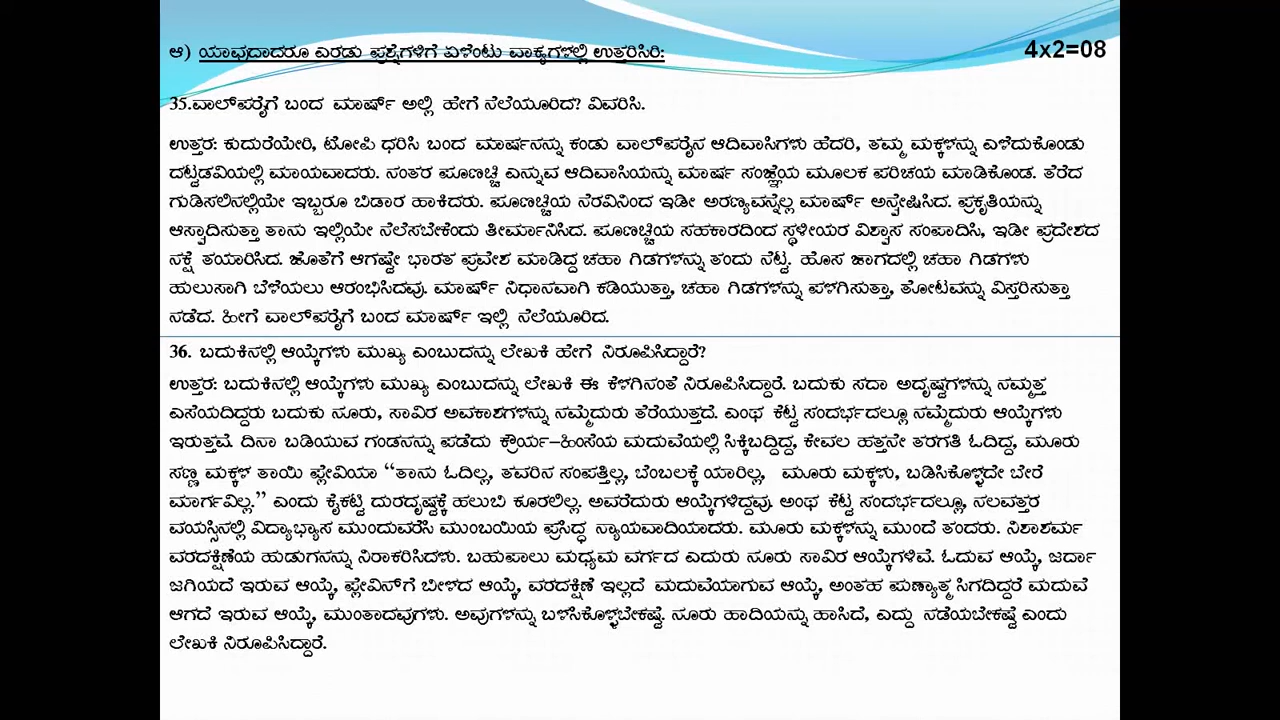 ಆ) ಯಾವುದಾದರೂ ಎರಡು ಪ್ರಶ್ನೆಗಳಿಗೆ ಏಳೆಂಟು ವಾಕ್ಯಗಳಲ್ಲಿ ಉತ್ತರಿಸಿರಿ: 4x2=08
35.ವಾಲ್‌ಪರೈಗೆ ಬಂದ ಮಾರ್ಷ್ ಅಲ್ಲಿ ಹೇಗೆ ನೆಲೆಯೂರಿದ? ವಿವರಿಸಿ.
ಉತ್ತರ: ಕುದುರೆಯೇರಿ, ಟೋಪಿ ಧರಿಸಿ ಬಂದ ಮಾರ್ಷನನ್ನು ಕಂಡು ವಾಲ್‌ಪರೈನ ಆದಿವಾಸಿಗಳು ಹೆದರಿ, ತಮ್ಮ ಮಕ್ಕಳನ್ನು ಎಳೆದುಕೊಂಡು
ದಟ್ಟಡವಿಯಲ್ಲಿ ಮಾಯವಾದರು. ನಂತರ ಪೂಣಚ್ಚಿ ಎನ್ನುವ ಆದಿವಾಸಿಯನ್ನು ಮಾರ್ಷ ಸಂಜ್ಞೆಯ ಮೂಲಕ ಪರಿಚಯ ಮಾಡಿಕೊಂಡ. ತೆರೆದ
ಗುಡಿಸಲಿನಲ್ಲಿಯೇ ಇಬ್ಬರೂ ಬಿಡಾರ ಹಾಕಿದರು. ಪೂಣಚ್ಚಿಯ ನೆರವಿನಿಂದ ಇಡೀ ಅರಣ್ಯವನ್ನೆಲ್ಲ ಮಾರ್ಷ್ ಅನ್ವೇಷಿಸಿದ. ಪ್ರಕೃತಿಯನ್ನು
ಆಸ್ವಾದಿಸುತ್ತಾ ತಾನು ಇಲ್ಲಿಯೇ ನೆಲೆಸಬೇಕೆಂದು ತೀರ್ಮಾನಿಸಿದ. ಪೂಣಚ್ಚಿಯ ಸಹಕಾರದಿಂದ ಸ್ಥಳೀಯರ ವಿಶ್ವಾಸ ಸಂಪಾದಿಸಿ, ಇಡೀ ಪ್ರದೇಶದ
ನಕ್ಷೆ ತಯಾರಿಸಿದ. ಜೊತೆಗೆ ಆಗಷ್ಟೇ ಭಾರತ ಪ್ರವೇಶ ಮಾಡಿದ್ದ ಚಹಾ ಗಿಡಗಳನ್ನು ತಂದು ನೆಟ್ಟ. ಹೊಸ ಜಾಗದಲ್ಲಿ ಚಹಾ ಗಿಡಗಳು
ಹುಲುಸಾಗಿ ಬೆಳೆಯಲು ಆರಂಭಿಸಿದವು. ಮಾರ್ಷ್ ನಿಧಾನವಾಗಿ ಕಡಿಯುತ್ತಾ, ಚಹಾ ಗಿಡಗಳನ್ನು ಪಳಗಿಸುತ್ತಾ, ತೋಟವನ್ನು ವಿಸ್ತರಿಸುತ್ತಾ
ನಡೆದ. ಹೀಗೆ ವಾಲ್‌ಪರೈಗೆ ಬಂದ ಮಾರ್ಷ್ ಇಲ್ಲಿ ನೆಲೆಯೂರಿದ.
36. ಬದುಕಿನಲ್ಲಿ ಆಯ್ಕೆಗಳು ಮುಖ್ಯ ಎಂಬುದನ್ನು ಲೇಖಕಿ ಹೇಗೆ ನಿರೂಪಿಸಿದ್ದಾರೆ?
ಉತ್ತರ: ಬದುಕಿನಲ್ಲಿ ಆಯ್ಕೆಗಳು ಮುಖ್ಯ ಎಂಬುದನ್ನು ಲೇಖಕಿ ಈ ಕೆಳಗಿನಂತೆ ನಿರೂಪಿಸಿದ್ದಾರೆ. ಬದುಕು ಸದಾ ಅದೃಷ್ಟಗಳನ್ನು ನಮ್ಮತ್ತ
ಎಸೆಯದಿದ್ದರು ಬದುಕು ನೂರು, ಸಾವಿರ ಅವಕಾಶಗಳನ್ನು ನಮ್ಮೆದುರು ತೆರೆಯುತ್ತದೆ. ಎಂಥ ಕೆಟ್ಟ ಸಂದರ್ಭದಲ್ಲೂ ನಮ್ಮೆದುರು ಆಯ್ಕೆಗಳು
ಇರುತ್ತವೆ. ದಿನಾ ಬಡಿಯುವ ಗಂಡನನ್ನು ಪಡೆದು ಕ್ರೌರ್ಯ–ಹಿಂಸೆಯ ಮದುವೆಯಲ್ಲಿ ಸಿಕ್ಕಿಬಿದ್ದಿದ್ದ, ಕೇವಲ ಹತ್ತನೇ ತರಗತಿ ಓದಿದ್ದ, ಮೂರು
ಸಣ್ಣ ಮಕ್ಕಳ ತಾಯಿ ಫ್ಲೇವಿಯಾ “ತಾನು ಓದಿಲ್ಲ, ತವರಿನ ಸಂಪತ್ತಿಲ್ಲ, ಬೆಂಬಲಕ್ಕೆ ಯಾರಿಲ್ಲ, ಮೂರು ಮಕ್ಕಳು, ಬಡಿಸಿಕೊಳ್ಳದೇ ಬೇರೆ
ಮಾರ್ಗವಿಲ್ಲ.” ಎಂದು ಕೈಕಟ್ಟಿ ದುರದೃಷ್ಟಕ್ಕೆ ಹಲುಬಿ ಕೂರಲಿಲ್ಲ. ಅವರೆದುರು ಆಯ್ಕೆಗಳಿದ್ದವು. ಅಂಥ ಕೆಟ್ಟ ಸಂದರ್ಭದಲ್ಲೂ, ನಲವತ್ತರ
ವಯಸ್ಸಿನಲ್ಲಿ ವಿದ್ಯಾಭ್ಯಾಸ ಮುಂದುವರೆಸಿ ಮುಂಬಯಿಯ ಪ್ರಸಿದ್ಧ ನ್ಯಾಯವಾದಿಯಾದರು. ಮೂರು ಮಕ್ಕಳನ್ನು ಮುಂದೆ ತಂದರು. ನಿಶಾಶರ್ಮ
ವರದಕ್ಷಿಣೆಯ ಹುಡುಗನನ್ನು ನಿರಾಕರಿಸಿದಳು. ಬಹುಪಾಲು ಮಧ್ಯಮ ವರ್ಗದ ಎದುರು ನೂರು ಸಾವಿರ ಆಯ್ಕೆಗಳಿವೆ. ಓದುವ ಆಯ್ಕೆ, ಜರ್ದಾ
ಜಗಿಯದೆ ಇರುವ ಆಯ್ಕೆ, ಫ್ಲೇವಿನ್‌ಗೆ ಬೀಳದ ಆಯ್ಕೆ, ವರದಕ್ಷಿಣೆ ಇಲ್ಲದೆ ಮದುವೆಯಾಗುವ ಆಯ್ಕೆ, ಅಂತಹ ಪುಣ್ಯಾತ್ಮ ಸಿಗದಿದ್ದರೆ ಮದುವೆ
ಆಗದೆ ಇರುವ ಆಯ್ಕೆ, ಮುಂತಾದವುಗಳು. ಅವುಗಳನ್ನು ಬಳಸಿಕೊಳ್ಳಬೇಕಷ್ಟೆ. ನೂರು ಹಾದಿಯನ್ನು ಹಾಸಿದೆ, ಎದ್ದು ನಡೆಯಬೇಕಷ್ಟೆ ಎಂದು
ಲೇಖಕಿ ನಿರೂಪಿಸಿದ್ದಾರೆ.